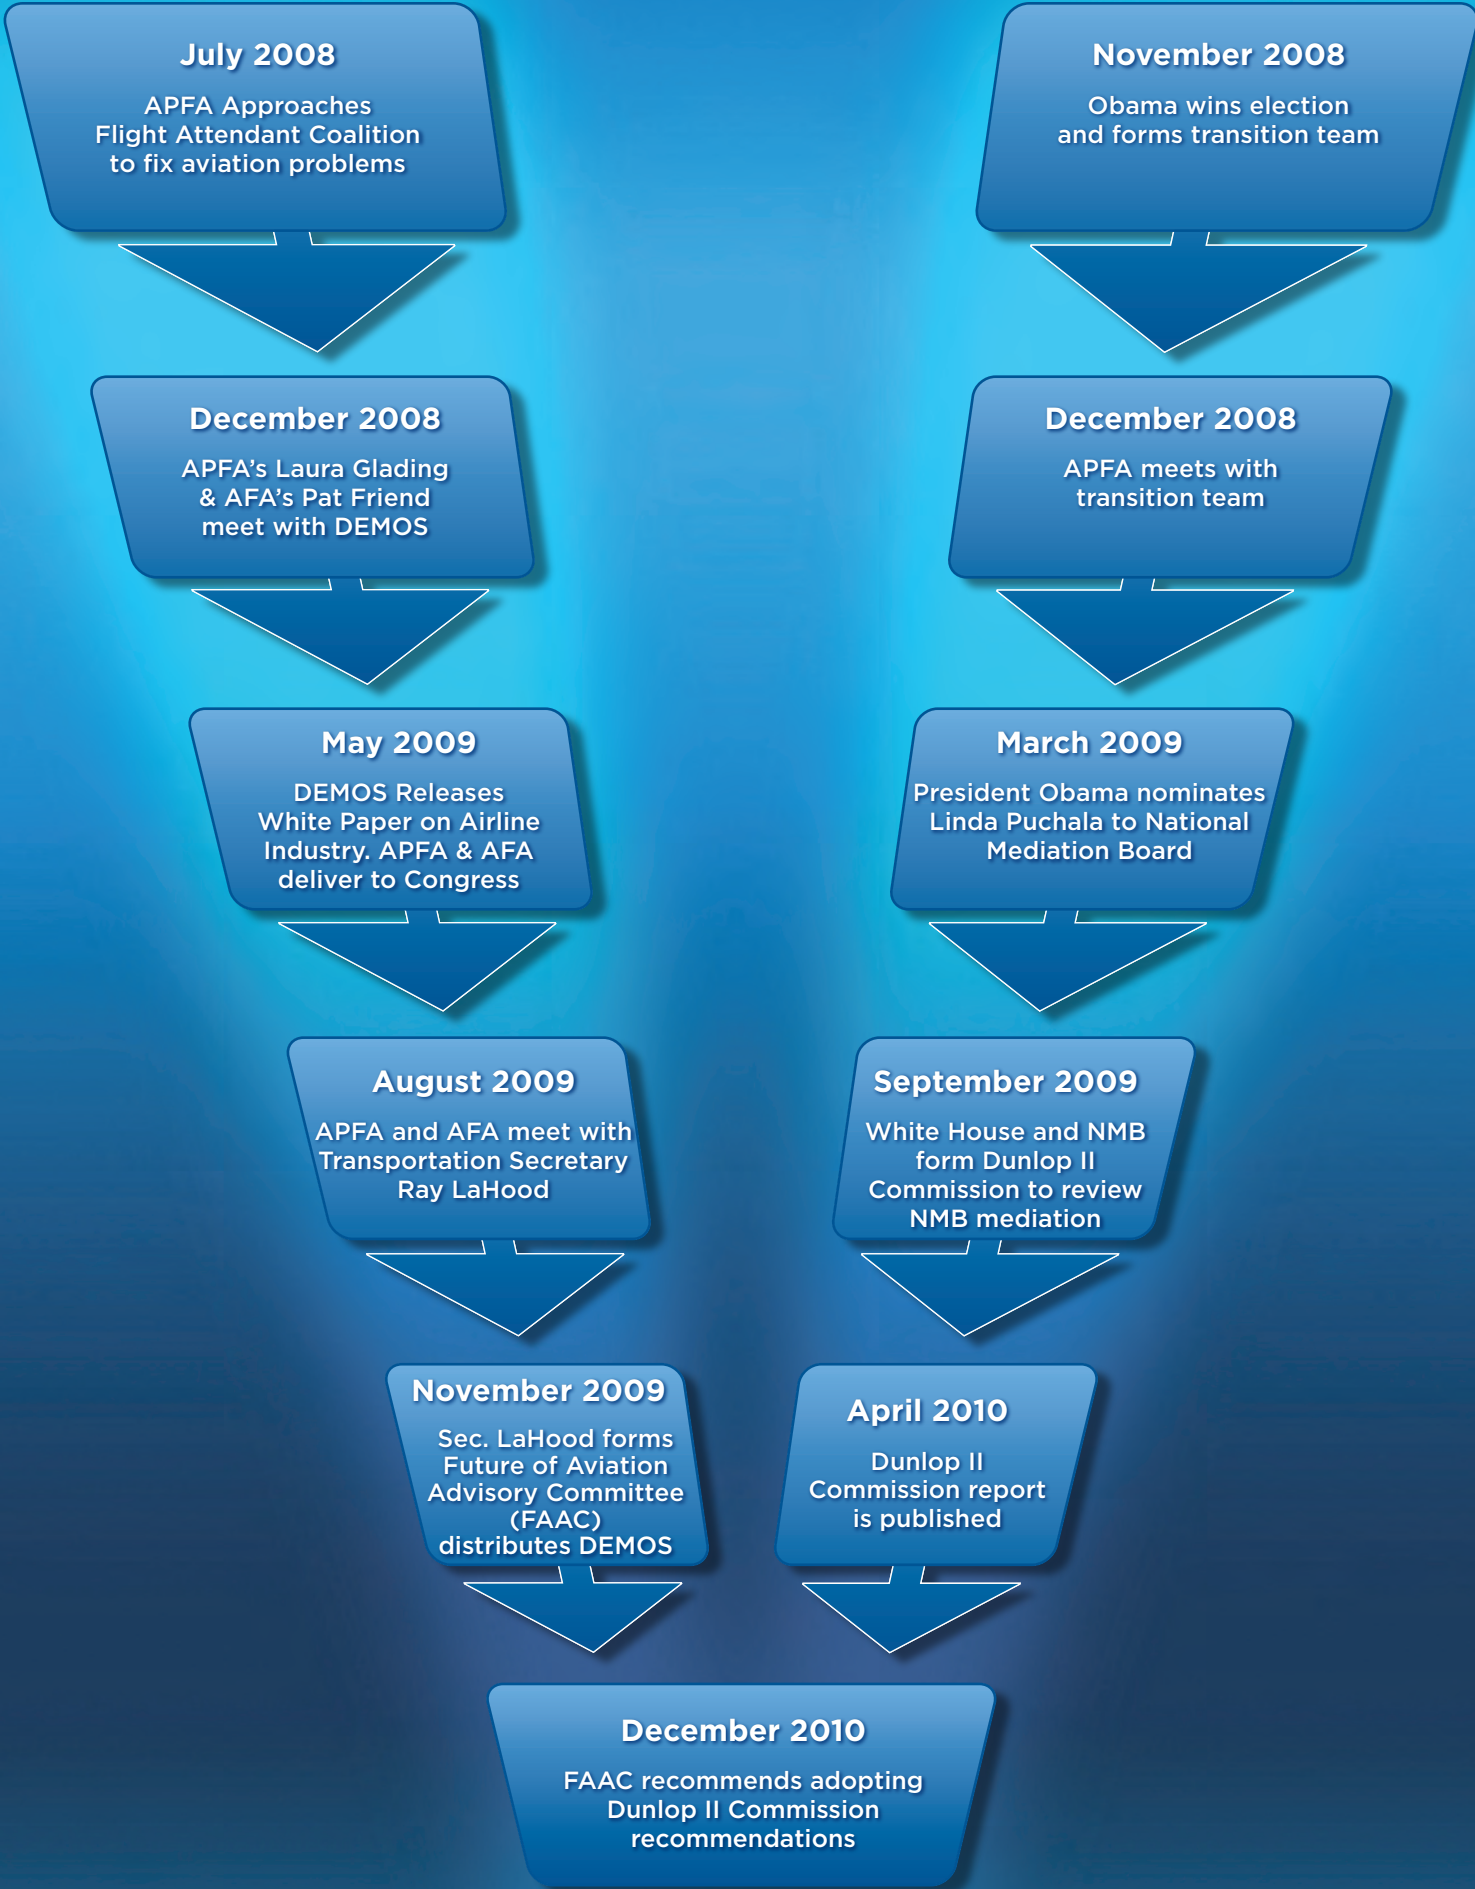 July 2008
APFA Approaches
Flight Attendant Coalition
to fix aviation problems
December 2008
APFA’s Laura Glading
& AFA’s Pat Friend
meet with DEMOS
May 2009
DEMOS Releases
White Paper on Airline
Industry. APFA & AFA
deliver to Congress
August 2009
APFA and AFA meet with
Transportation Secretary
Ray LaHood
November 2009
Sec. LaHood forms
Future of Aviation
Advisory Committee
(FAAC)
distributes DEMOS
November 2008
Obama wins election
and forms transition team
December 2008
APFA meets with
transition team
March 2009
President Obama nominates
Linda Puchala to National
Mediation Board
September 2009
White House and NMB
form Dunlop II
Commission to review
NMB mediation
April 2010
Dunlop II
Commission report
is published
December 2010
FAAC recommends adopting
Dunlop II Commission
recommendations